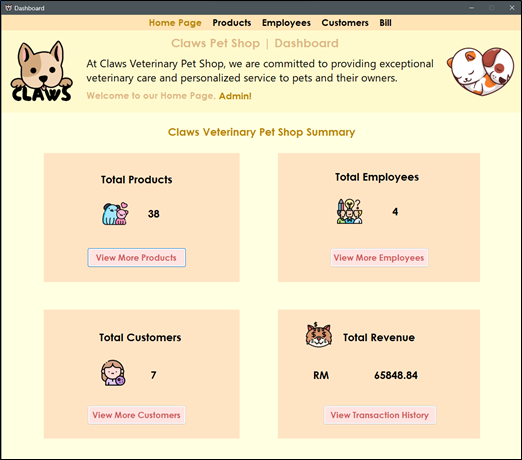 Dashboard
Home Page Products Employees Customers Bill
Claws Pet Shop | Dashboard
At Claws Veterinary Pet Shop, we are committed to providing exceptional
veterinary care and personalized service to pets and their owners.
CLAWS
Welcome to our Home Page, Admin!
Claws Veterinary Pet Shop Summary
Total Products
38
View More Products
Total Employees
4
View More Employees
Total Customers
7
View More Customers
Total Revenue
RM 65848.84
View Transaction History